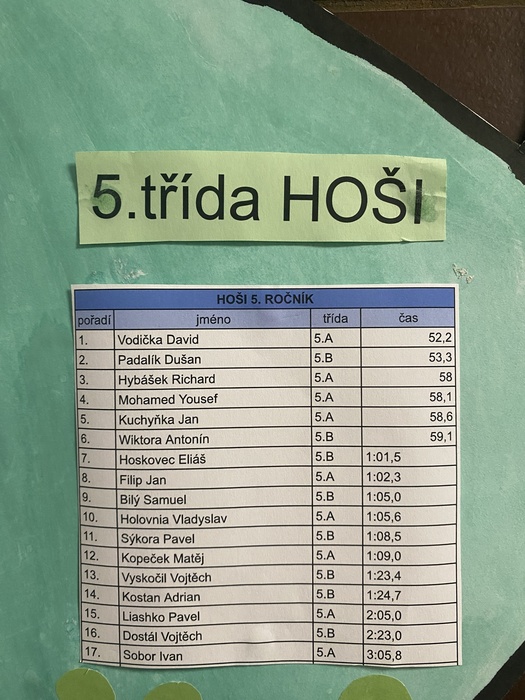 5.třída HOŠI
HOŠI 5. ROČNÍK
pořadí jméno třída čas
1. Vodička David 5.A 52,2
2. Padalík Dušan 5.B 53,3
3. Hybášek Richard 5.A 58
4. Mohamed Yousef 5.A 58,1
5. Kuchyňka Jan 5.A 58,6
6. Wiktora Antonín 5.B 59,1
7. Hoskovec Eliáš 5.B 1:01,5
8. Filip Jan 5.A 1:02,3
9. Bilý Samuel 5.B 1:05,0
10. Holovnia Vladyslav 5.A 1:05,6
11. Sýkora Pavel 5.B 1:08,5
12. Kopeček Matěj 5.A 1:09,0
13. Vyskočil Vojtěch 5.B 1:23,4
14. Kostan Adrian 5.B 1:24,7
15. Liashko Pavel 5.A 2:05,0
16. Dostál Vojtěch 5.B 2:23,0
17. Sobor Ivan 5.A 3:05,8